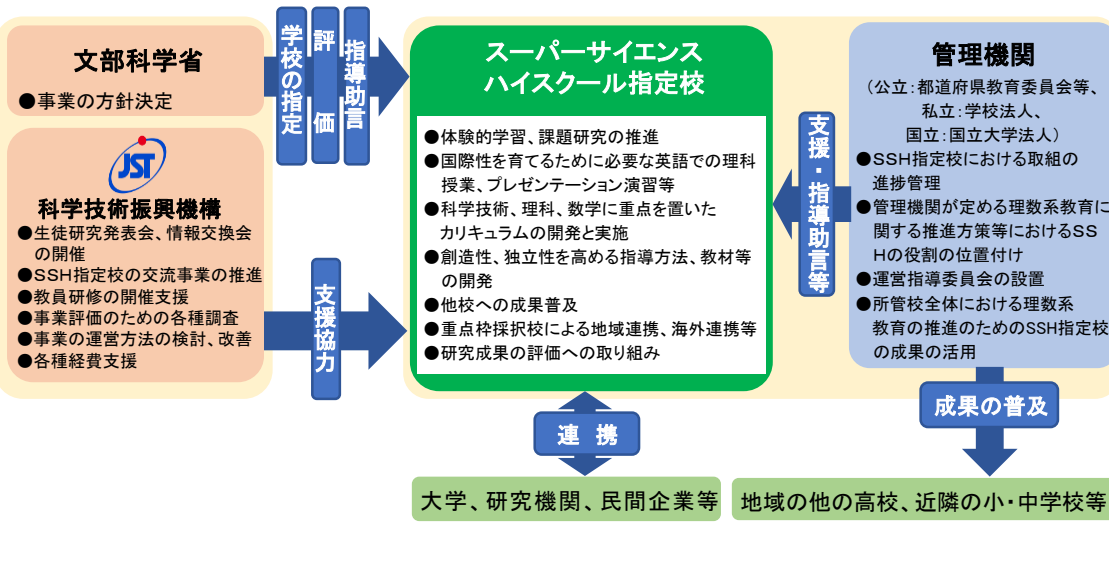 文部科学省
●事業の方針決定
JST
科学技術振興機構
●生徒研究発表会、情報交換会
の開催
●SSH指定校の交流事業の推進
●教員研修の開催支援
●事業評価のための各種調査
●事業の運営方法の検討、改善
●各種経費支援
学校の指定
評価
指導助言
支援協力
スーパーサイエンス
ハイスクール指定校
●体験的学習、課題研究の推進
●国際性を育てるために必要な英語での理科
授業、プレゼンテーション演習等
●科学技術、理科、数学に重点を置いた
カリキュラムの開発と実施
●創造性、独立性を高める指導方法、教材等
の開発
●他校への成果普及
●重点枠採択校による地域連携、海外連携等
●研究成果の評価への取り組み
支援・指導助言等
管理機関
（公立：都道府県教育委員会等、
私立：学校法人、
国立：国立大学法人）
●SSH指定校における取組の
進捗管理
●管理機関が定める理数系教育に
関する推進方策等におけるSS
Hの役割の位置付け
●運営指導委員会の設置
●所管校全体における理数系
教育の推進のためのSSH指定校
の成果の活用
連 携
成果の普及
大学、研究機関、民間企業等
地域の他の高校、近隣の小・中学校等